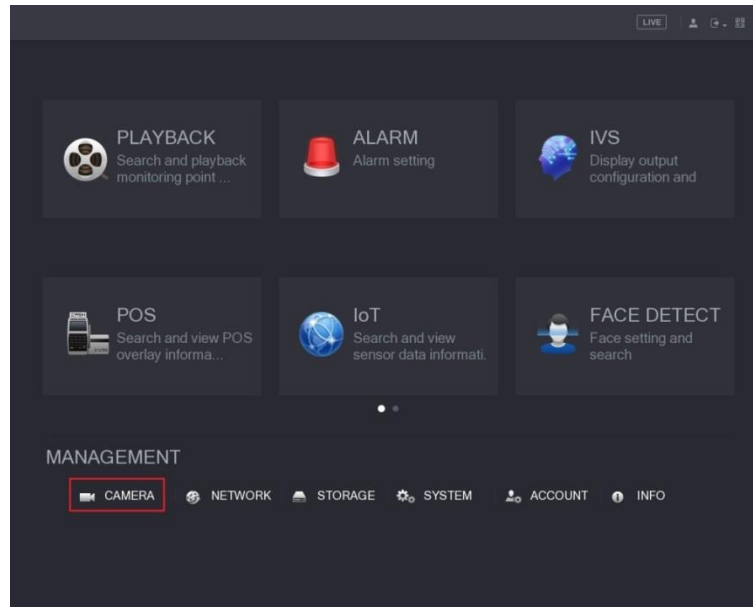 LIVE
PLAYBACK
Search and playback
monitoring point ...
ALARM
Alarm setting
IVS
Display output
configuration and
POS
Search and view POS
overlay informa...
IoT
Search and view
sensor data informati.
FACE DETECT
Face setting and
search
MANAGEMENT
CAMERA
NETWORK
STORAGE
SYSTEM
ACCOUNT
INFO